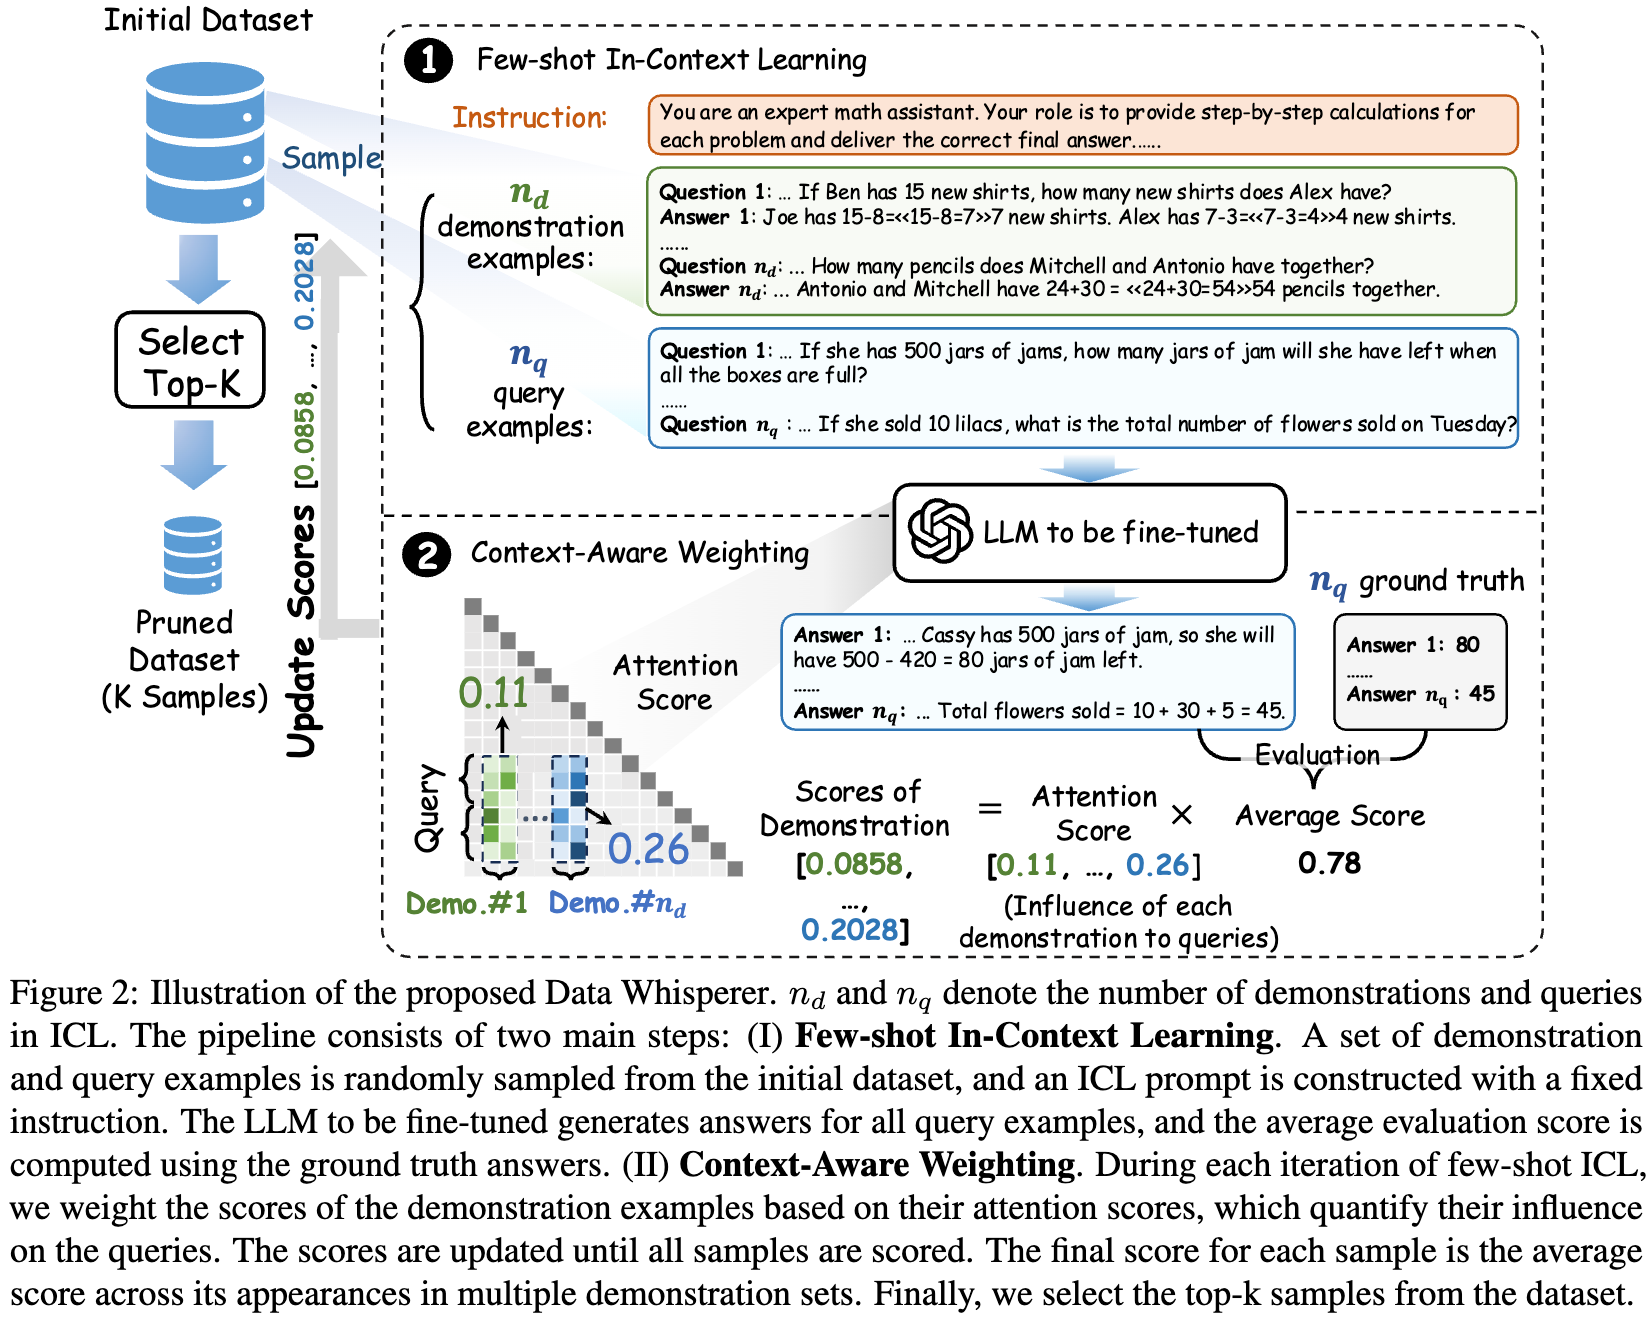 Initial Dataset
Sample
Select
Top-K
Pruned
Dataset
(K Samples)
Update Scores [0.0858, ..., 0.2028]
1 Few-shot In-Context Learning
Instruction:
You are an expert math assistant. Your role is to provide step-by-step calculations for
each problem and deliver the correct final answer......
n_d
demonstration
examples:
Question 1: ... If Ben has 15 new shirts, how many new shirts does Alex have?
Answer 1: Joe has 15-8=<<15-8=7>>7 new shirts. Alex has 7-3=<<7-3=4>>4 new shirts.
......
Question n_d: ... How many pencils does Mitchell and Antonio have together?
Answer n_d: ... Antonio and Mitchell have 24+30 = <<24+30=54>>54 pencils together.
n_q
query
examples:
Question 1: ... If she has 500 jars of jams, how many jars of jam will she have left when
all the boxes are full?
......
Question n_q : ... If she sold 10 lilacs, what is the total number of flowers sold on Tuesday?
LLM to be fine-tuned
2 Context-Aware Weighting
Attention
Score
0.11
Query
...
0.26
Demo.#1
Demo.#n_d
Answer 1: ... Cassy has 500 jars of jam, so she will
have 500 - 420 = 80 jars of jam left.
......
Answer n_q: ... Total flowers sold = 10 + 30 + 5 = 45.
n_q ground truth
Answer 1: 80
......
Answer n_q : 45
Evaluation
Scores of
Demonstration
[0.0858,
...,
0.2028]
=
Attention
Score
[0.11, ..., 0.26]
(Influence of each
demonstration to queries)
×
Average Score
0.78
Figure 2: Illustration of the proposed Data Whisperer. n_d and n_q denote the number of demonstrations and queries
in ICL. The pipeline consists of two main steps: (I) Few-shot In-Context Learning. A set of demonstration
and query examples is randomly sampled from the initial dataset, and an ICL prompt is constructed with a fixed
instruction. The LLM to be fine-tuned generates answers for all query examples, and the average evaluation score is
computed using the ground truth answers. (II) Context-Aware Weighting. During each iteration of few-shot ICL,
we weight the scores of the demonstration examples based on their attention scores, which quantify their influence
on the queries. The scores are updated until all samples are scored. The final score for each sample is the average
score across its appearances in multiple demonstration sets. Finally, we select the top-k samples from the dataset.